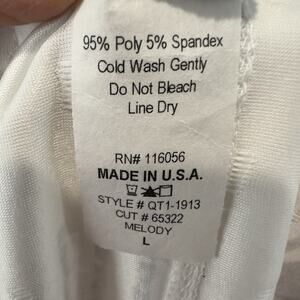 95% Poly 5% Spandex
Cold Wash Gently
Do Not Bleach
Line Dry
RN# 116056
MADE IN U.S.A.
STYLE # QT1-1913
CUT # 65322
MELODY
L